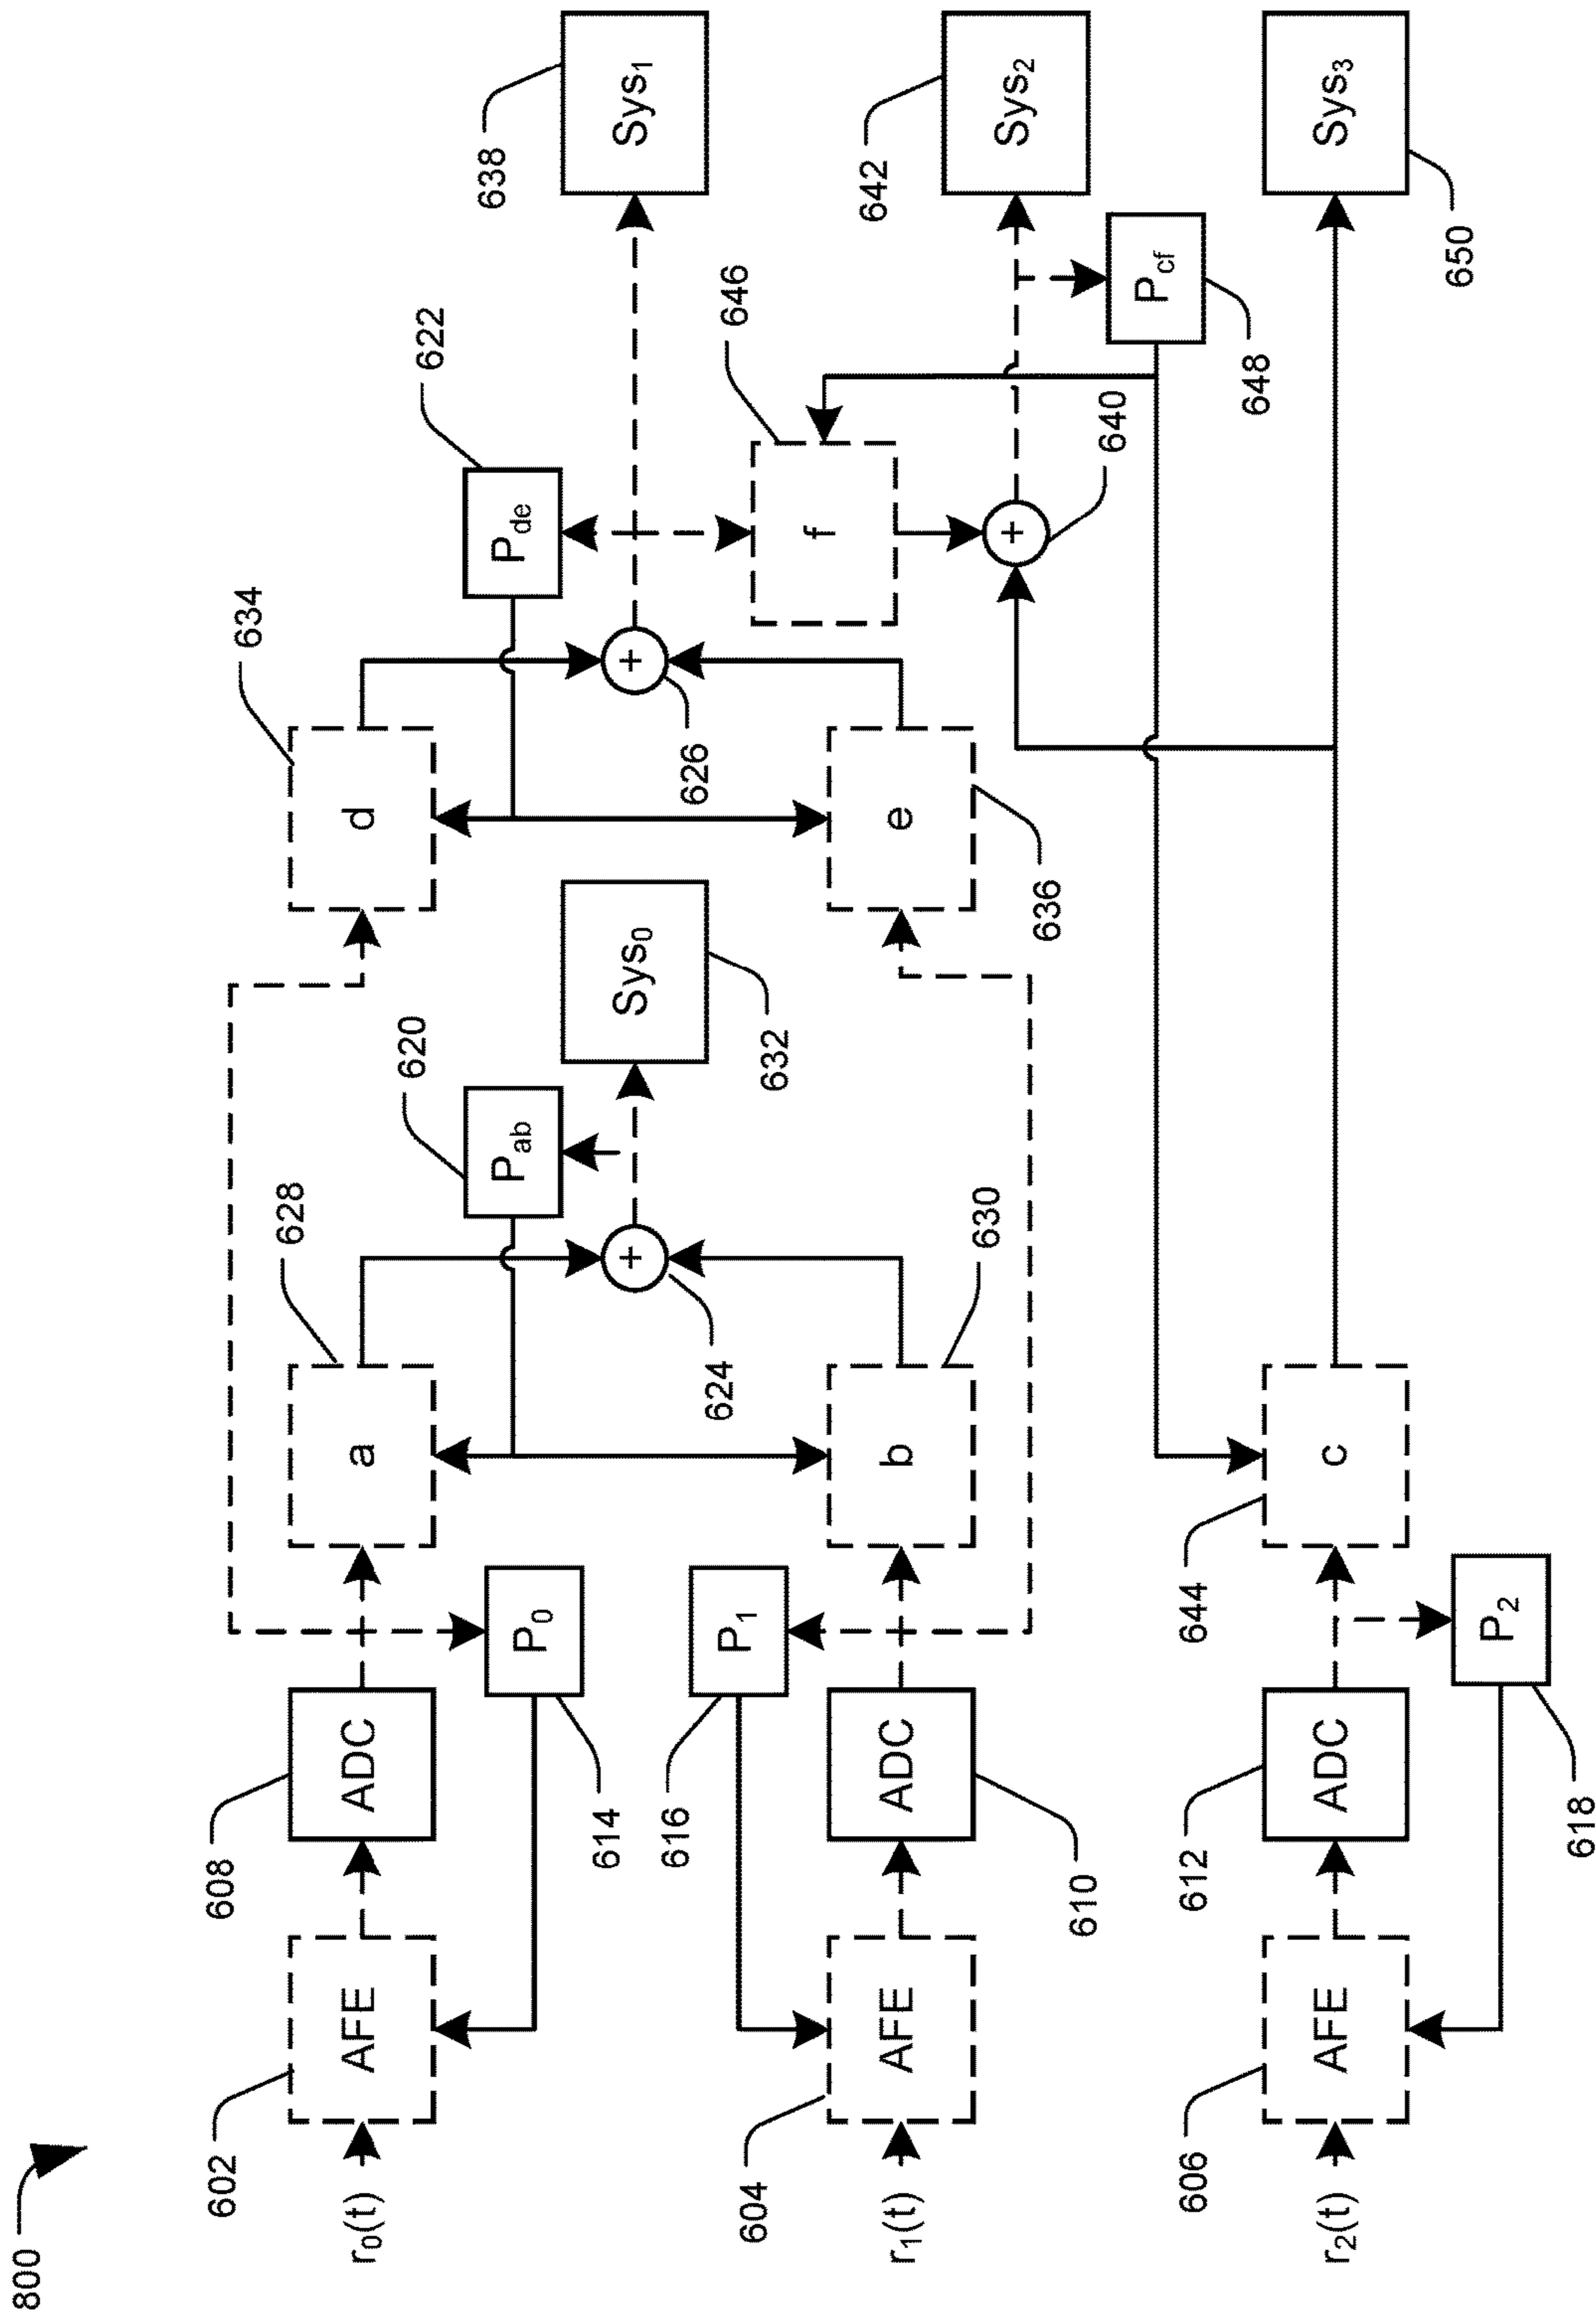 800
r₀(t)
602
AFE
608
ADC
614
P₀
628
a
620
P_ab
624
+
632
Sys₀
634
d
622
P_de
626
+
638
Sys₁
r₁(t)
604
AFE
610
ADC
616
P₁
630
b
636
e
646
f
640
+
642
Sys₂
648
P_cf
r₂(t)
606
AFE
612
ADC
618
P₂
644
c
650
Sys₃